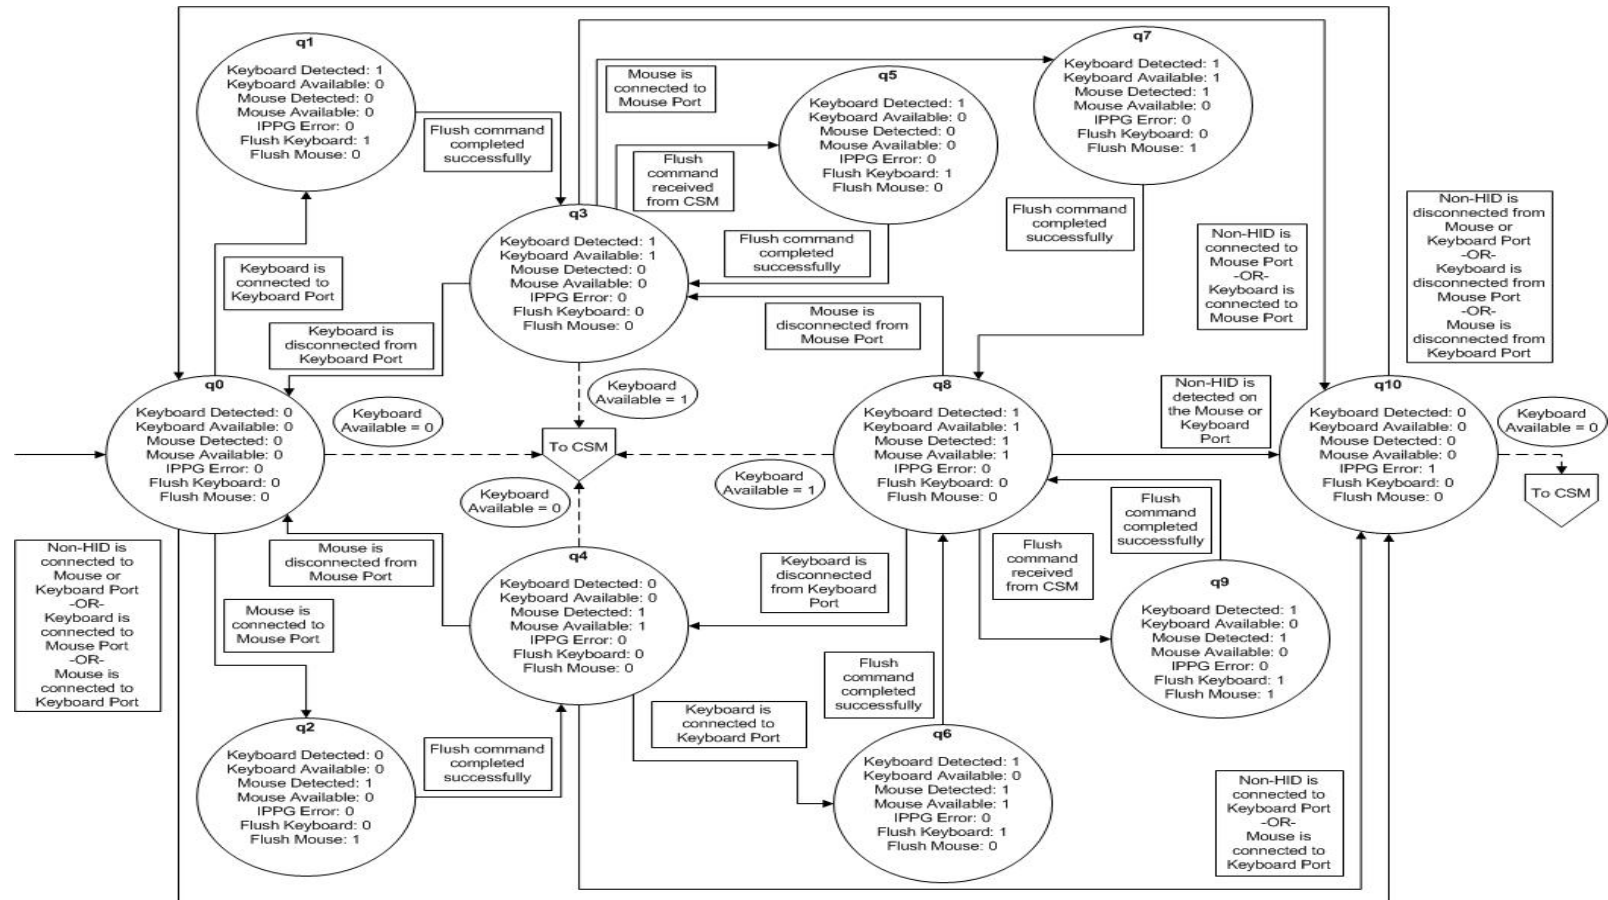 q1
Keyboard Detected: 1
Keyboard Available: 0
Mouse Detected: 0
Mouse Available: 0
IPPG Error: 0
Flush Keyboard: 1
Flush Mouse: 0
Flush command
completed
successfully
Mouse is
connected to
Mouse Port
q5
Keyboard Detected: 1
Keyboard Available: 0
Mouse Detected: 0
Mouse Available: 0
IPPG Error: 0
Flush Keyboard: 1
Flush Mouse: 0
q7
Keyboard Detected: 1
Keyboard Available: 1
Mouse Detected: 1
Mouse Available: 0
IPPG Error: 0
Flush Keyboard: 0
Flush Mouse: 1
Flush
command
received
from CSM
q3
Keyboard Detected: 1
Keyboard Available: 1
Mouse Detected: 0
Mouse Available: 0
IPPG Error: 0
Flush Keyboard: 0
Flush Mouse: 0
Flush command
completed
successfully
Flush command
completed
successfully
Non-HID is
connected to
Mouse Port
-OR-
Keyboard is
connected to
Mouse Port
Non-HID is
disconnected from
Mouse or
Keyboard Port
-OR-
Keyboard is
disconnected from
Mouse Port
-OR-
Mouse is
disconnected from
Keyboard Port
Keyboard is
connected to
Keyboard Port
Keyboard is
disconnected from
Keyboard Port
Mouse is
disconnected from
Mouse Port
q0
Keyboard Detected: 0
Keyboard Available: 0
Mouse Detected: 0
Mouse Available: 0
IPPG Error: 0
Flush Keyboard: 0
Flush Mouse: 0
Keyboard
Available = 0
Keyboard
Available = 1
To CSM
Keyboard
Available = 0
Keyboard
Available = 1
q8
Keyboard Detected: 1
Keyboard Available: 1
Mouse Detected: 1
Mouse Available: 1
IPPG Error: 0
Flush Keyboard: 0
Flush Mouse: 0
Non-HID is
detected on
the Mouse or
Keyboard
Port
q10
Keyboard Detected: 0
Keyboard Available: 0
Mouse Detected: 0
Mouse Available: 0
IPPG Error: 1
Flush Keyboard: 0
Flush Mouse: 0
Keyboard
Available = 0
To CSM
Non-HID is
connected to
Mouse or
Keyboard Port
-OR-
Keyboard is
connected to
Mouse Port
-OR-
Mouse is
connected to
Keyboard Port
Mouse is
disconnected from
Mouse Port
Mouse is
connected to
Mouse Port
q4
Keyboard Detected: 0
Keyboard Available: 0
Mouse Detected: 1
Mouse Available: 1
IPPG Error: 0
Flush Keyboard: 0
Flush Mouse: 0
Keyboard is
disconnected
from Keyboard
Port
Flush
command
received
from CSM
Flush
command
completed
successfully
q9
Keyboard Detected: 1
Keyboard Available: 0
Mouse Detected: 1
Mouse Available: 0
IPPG Error: 0
Flush Keyboard: 1
Flush Mouse: 1
q2
Keyboard Detected: 0
Keyboard Available: 0
Mouse Detected: 1
Mouse Available: 0
IPPG Error: 0
Flush Keyboard: 0
Flush Mouse: 1
Flush command
completed
successfully
Keyboard is
connected to
Keyboard Port
Flush
command
completed
successfully
q6
Keyboard Detected: 1
Keyboard Available: 0
Mouse Detected: 1
Mouse Available: 1
IPPG Error: 0
Flush Keyboard: 1
Flush Mouse: 0
Non-HID is
connected to
Keyboard Port
-OR-
Mouse is
connected to
Keyboard Port